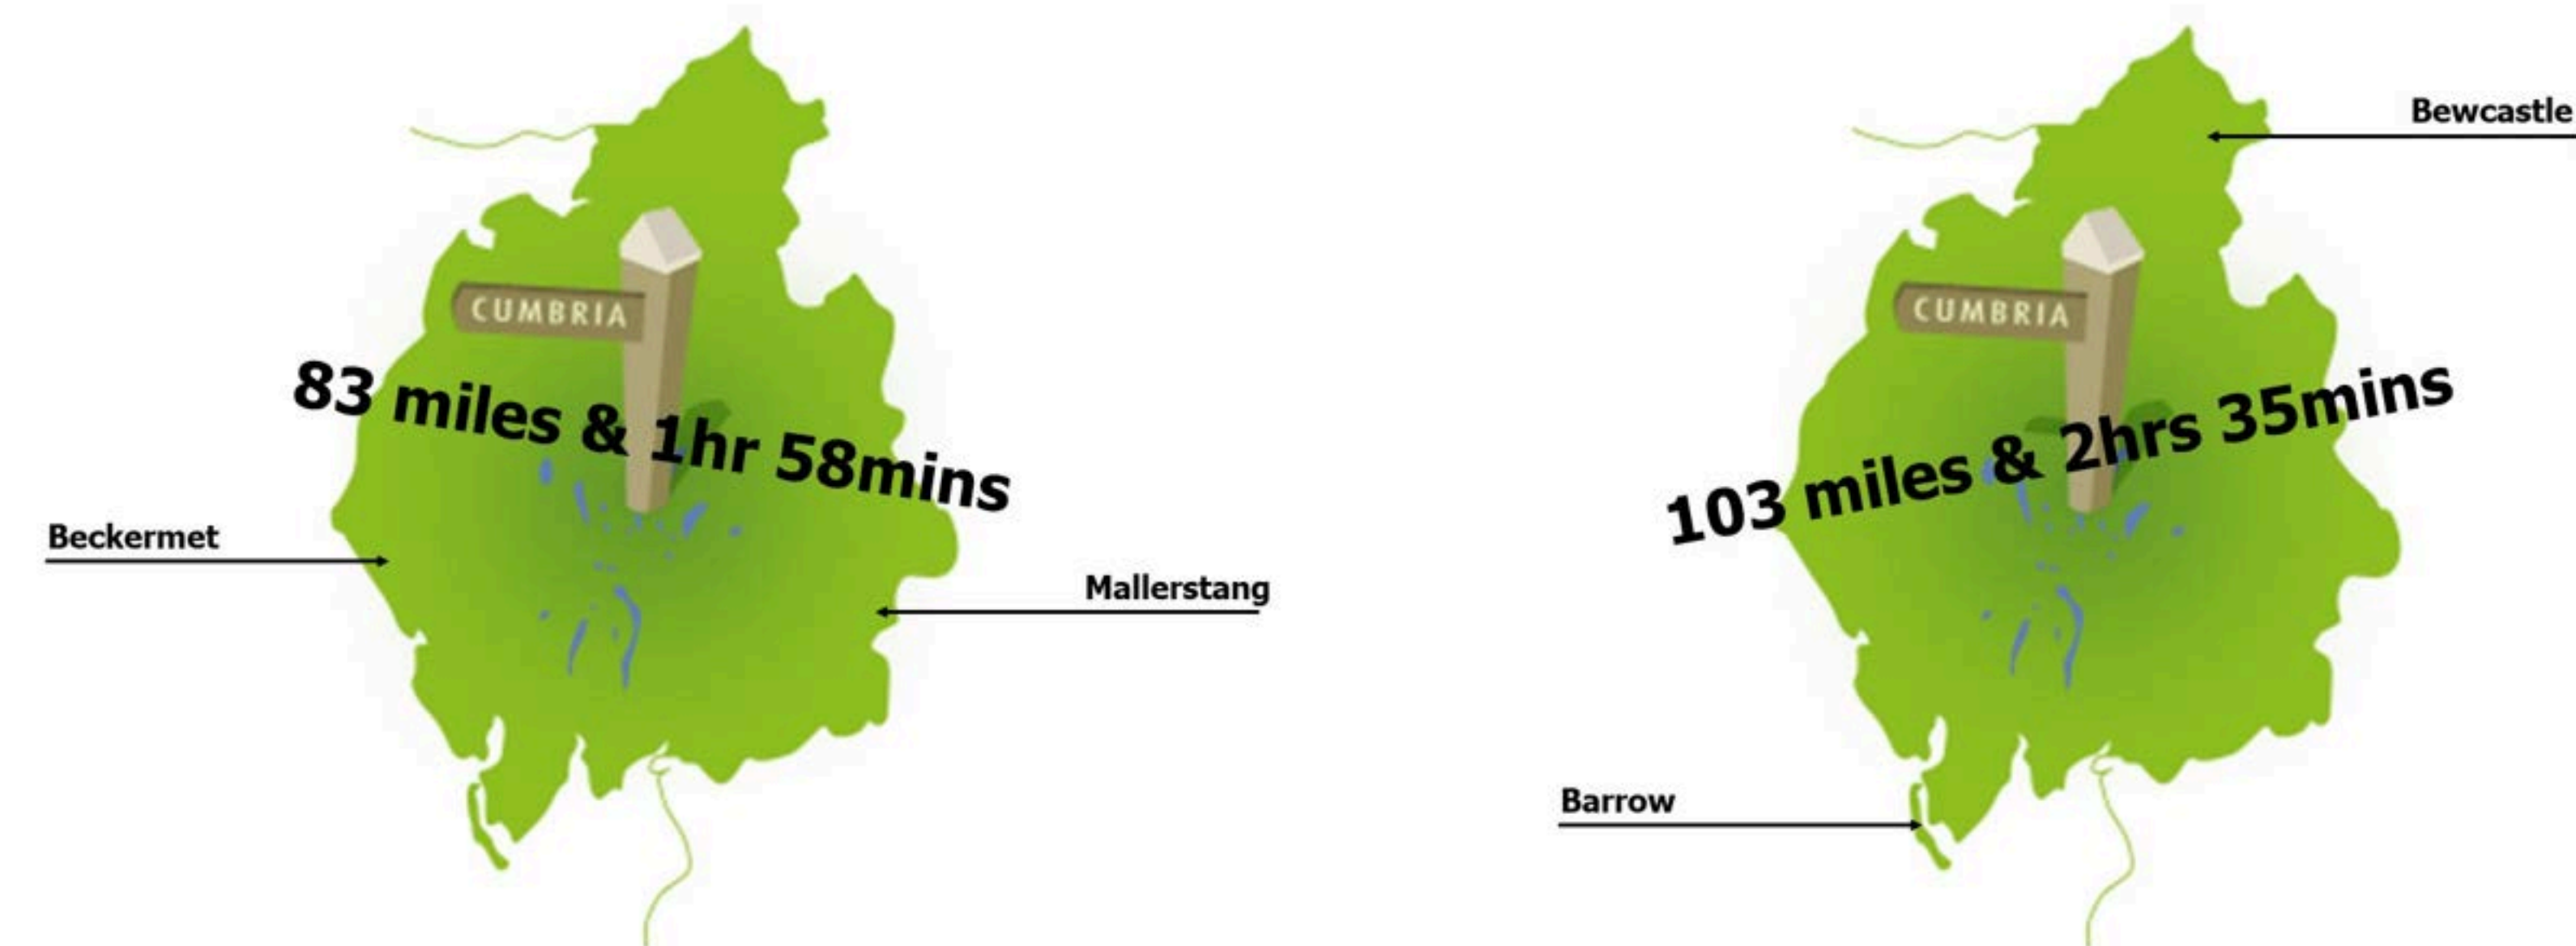 CUMBRIA
83 miles & 1hr 58mins
Beckermet
Mallerstang
Bewcastle
CUMBRIA
103 miles & 2hrs 35mins
Barrow